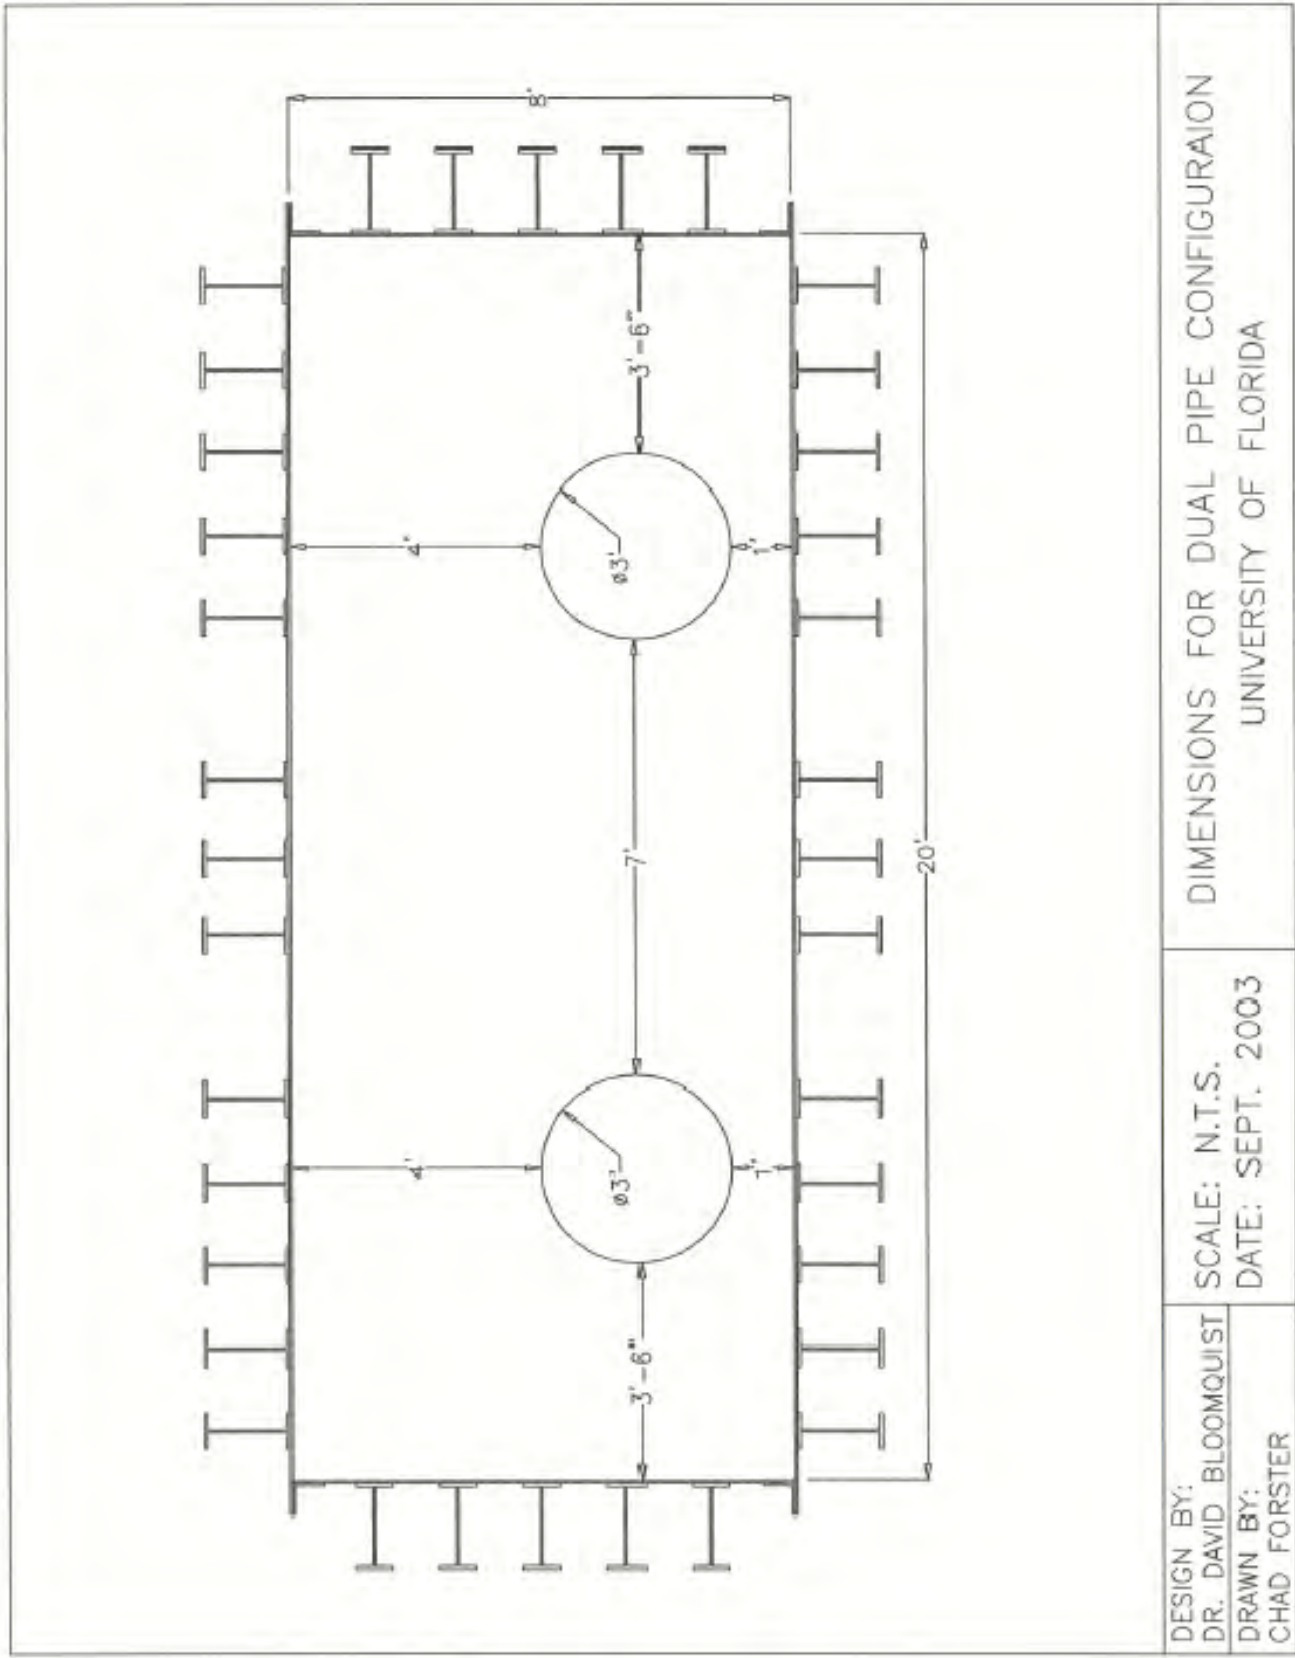 8'
4'
4'
3'-6"
Ø3'
7'
Ø3'
3'-6"
1'
1'
20'
DESIGN BY:
DR. DAVID BLOOMQUIST
DRAWN BY:
CHAD FORSTER
SCALE: N.T.S.
DATE: SEPT. 2003
DIMENSIONS FOR DUAL PIPE CONFIGURAION
UNIVERSITY OF FLORIDA